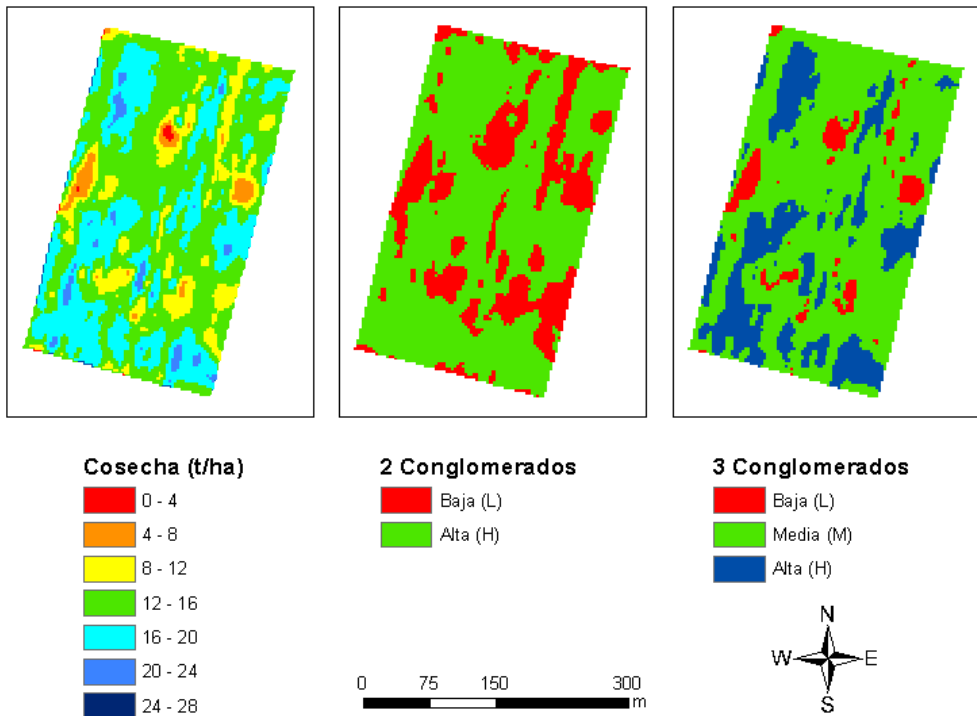 Cosecha (t/ha)
0 - 4
4 - 8
8 - 12
12 - 16
16 - 20
20 - 24
24 - 28
2 Conglomerados
Baja (L)
Alta (H)
0 75 150 300
m
3 Conglomerados
Baja (L)
Media (M)
Alta (H)
N
W E
S